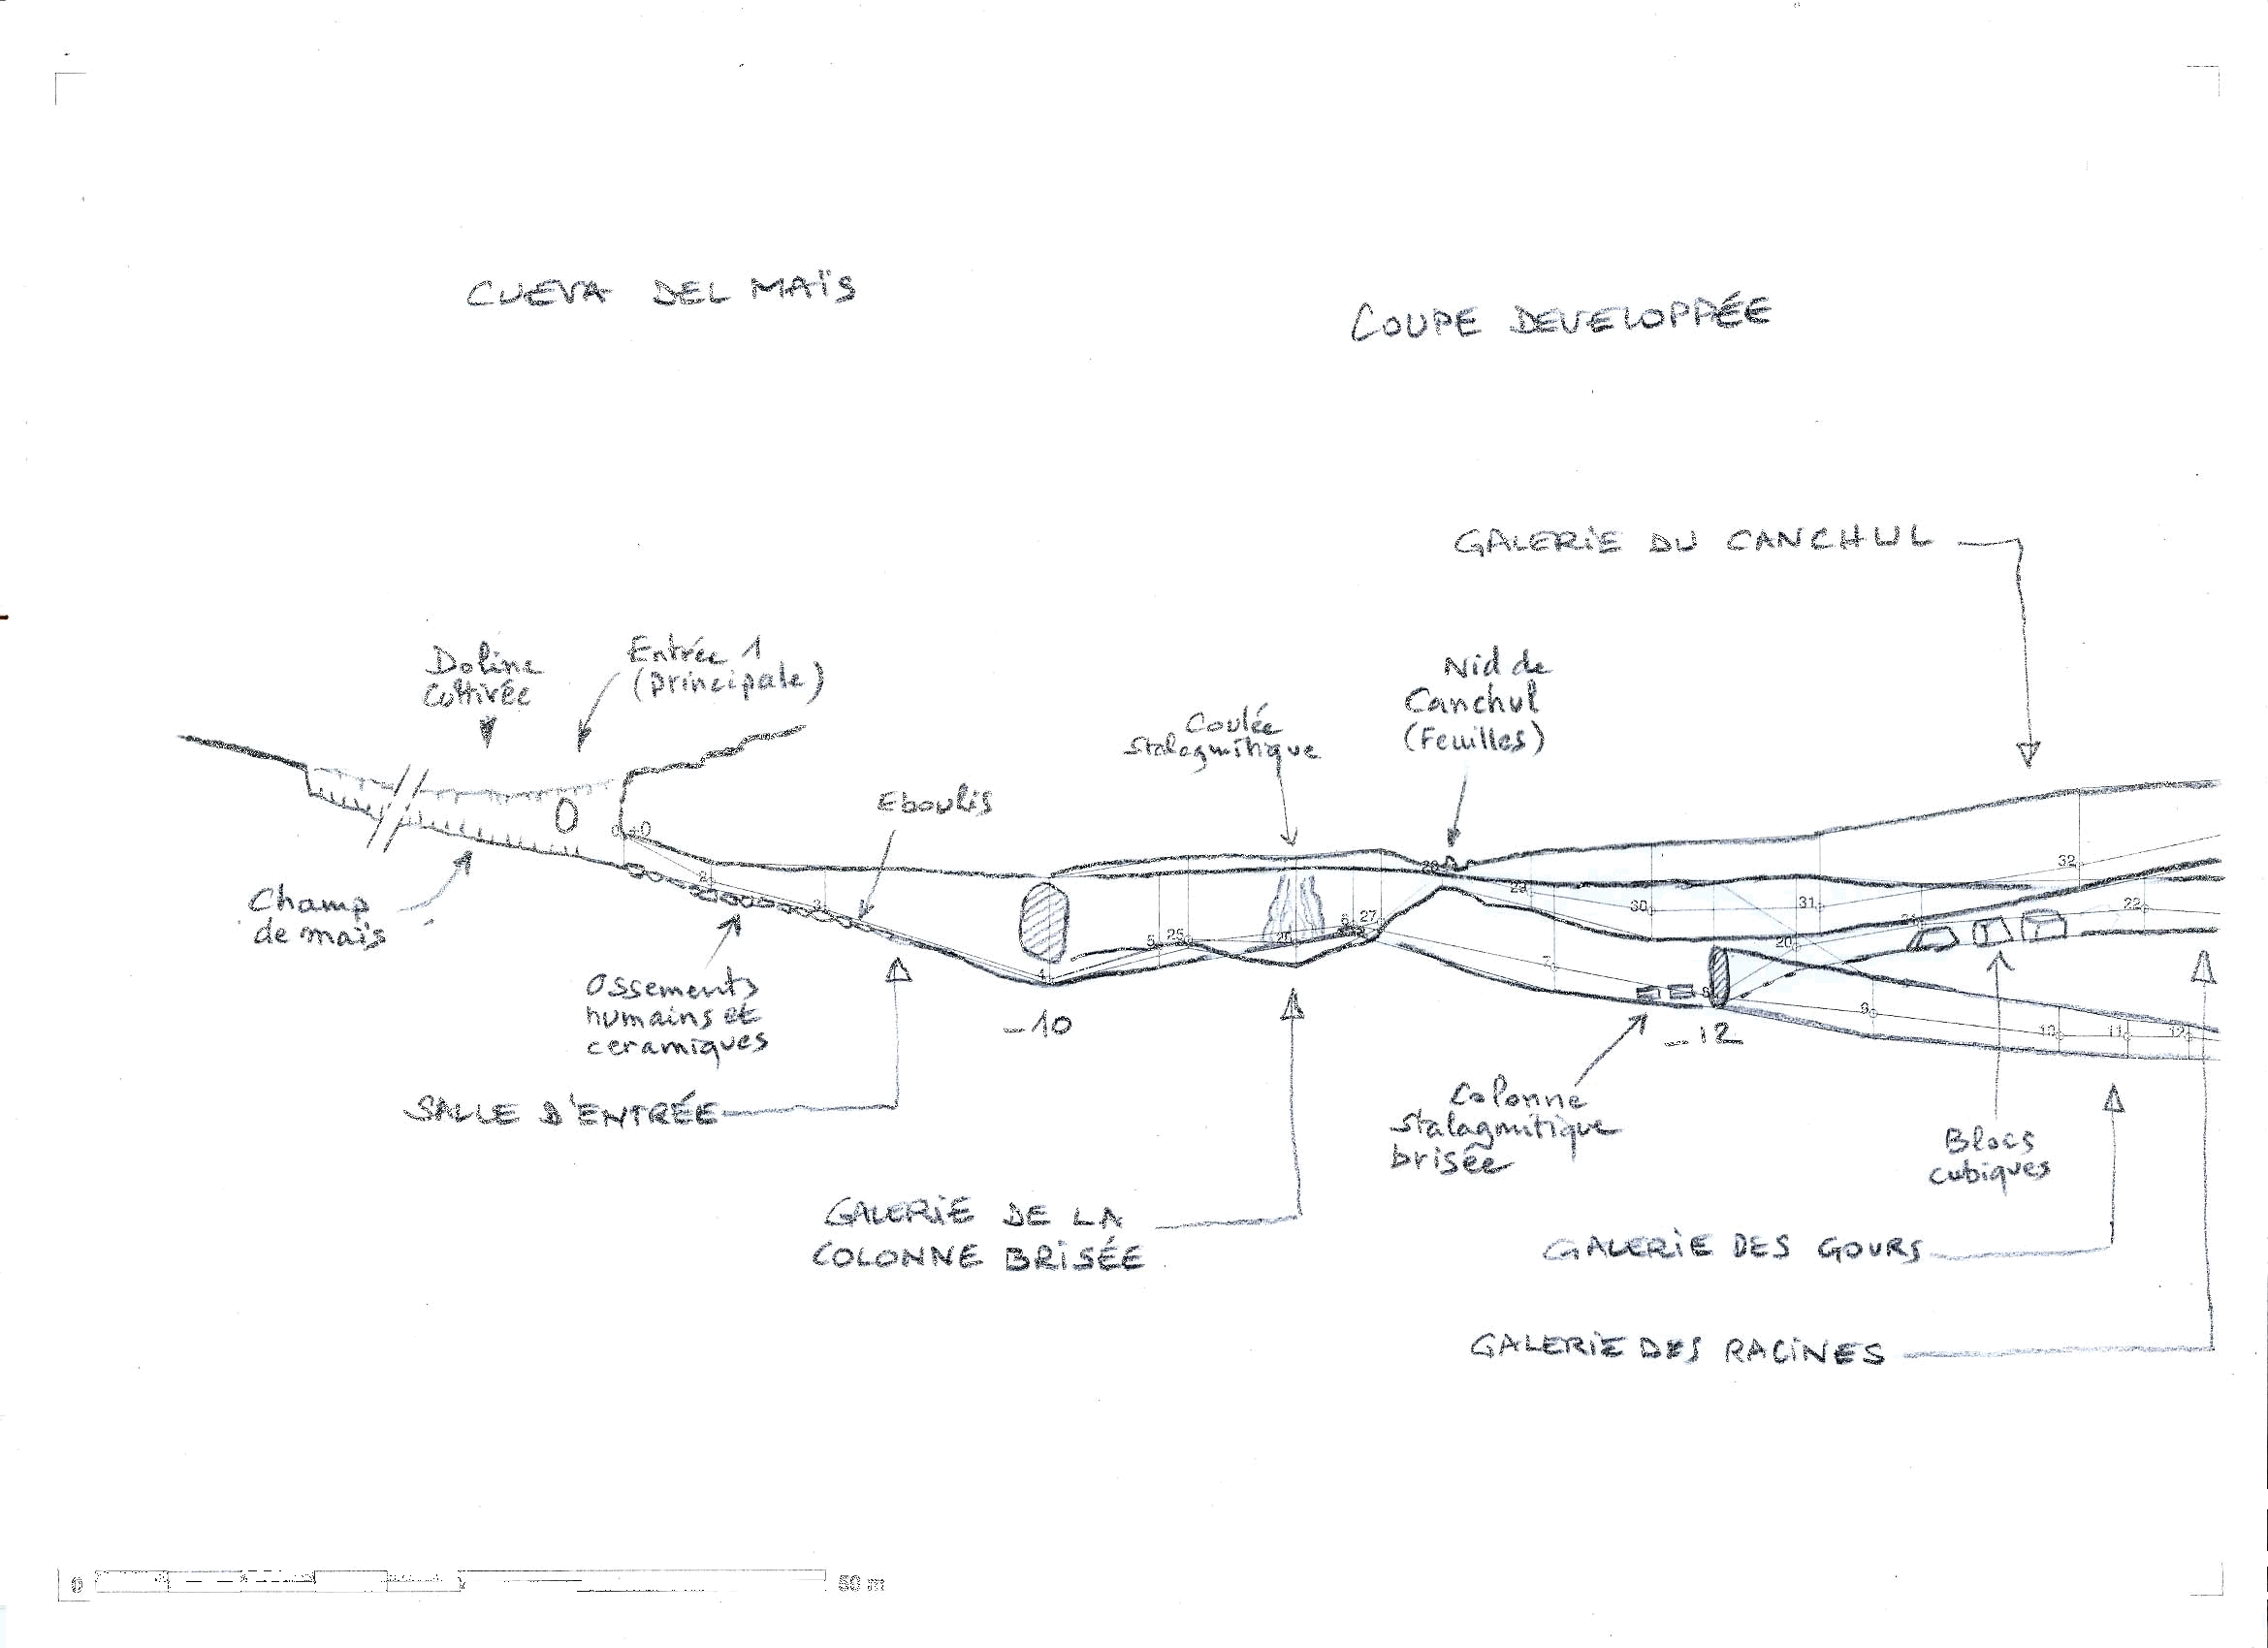 CUEVA DEL MAÏS
COUPE DEVELOPPÉE
GALERIE DU CANCHUL
Doline
cultivée
Entrée 1
(principale)
Nid de
Canchul
(Feuilles)
Coulée
stalagmitique
Eboulis
0
±0
Champ
de maïs
Ossements
humains et
ceramiques
2
3
4
5
25
26
6
27
28
29
30
31
32
7
8
20
21
22
9
10
11
12
-10
-12
SALLE D'ENTRÉE
Colonne
stalagmitique
brisée
Blocs
cubiques
GALERIE DE LA
COLONNE BRISÉE
GALERIE DES GOURS
GALERIE DES RACINES
0
50 m